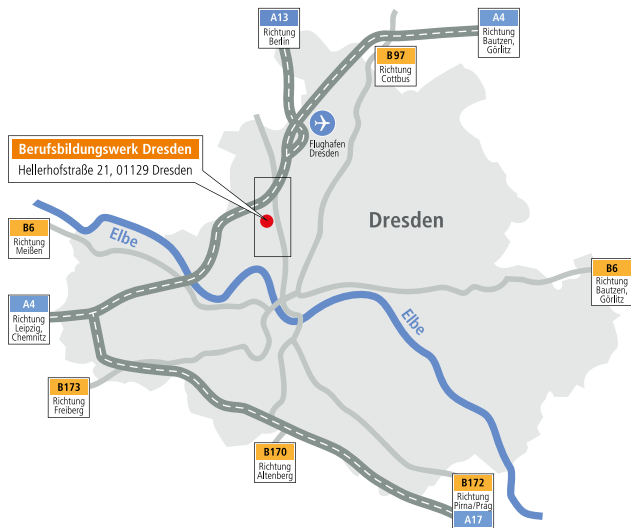 A13
Richtung
Berlin
A4
Richtung
Bautzen,
Görlitz
B97
Richtung
Cottbus
Flughafen
Dresden
Berufsbildungswerk Dresden
Hellerhofstraße 21, 01129 Dresden
Dresden
B6
Richtung
Meißen
Elbe
B6
Richtung
Bautzen,
Görlitz
A4
Richtung
Leipzig,
Chemnitz
Elbe
B173
Richtung
Freiberg
B170
Richtung
Altenberg
B172
Richtung
Pirna/Prag
A17